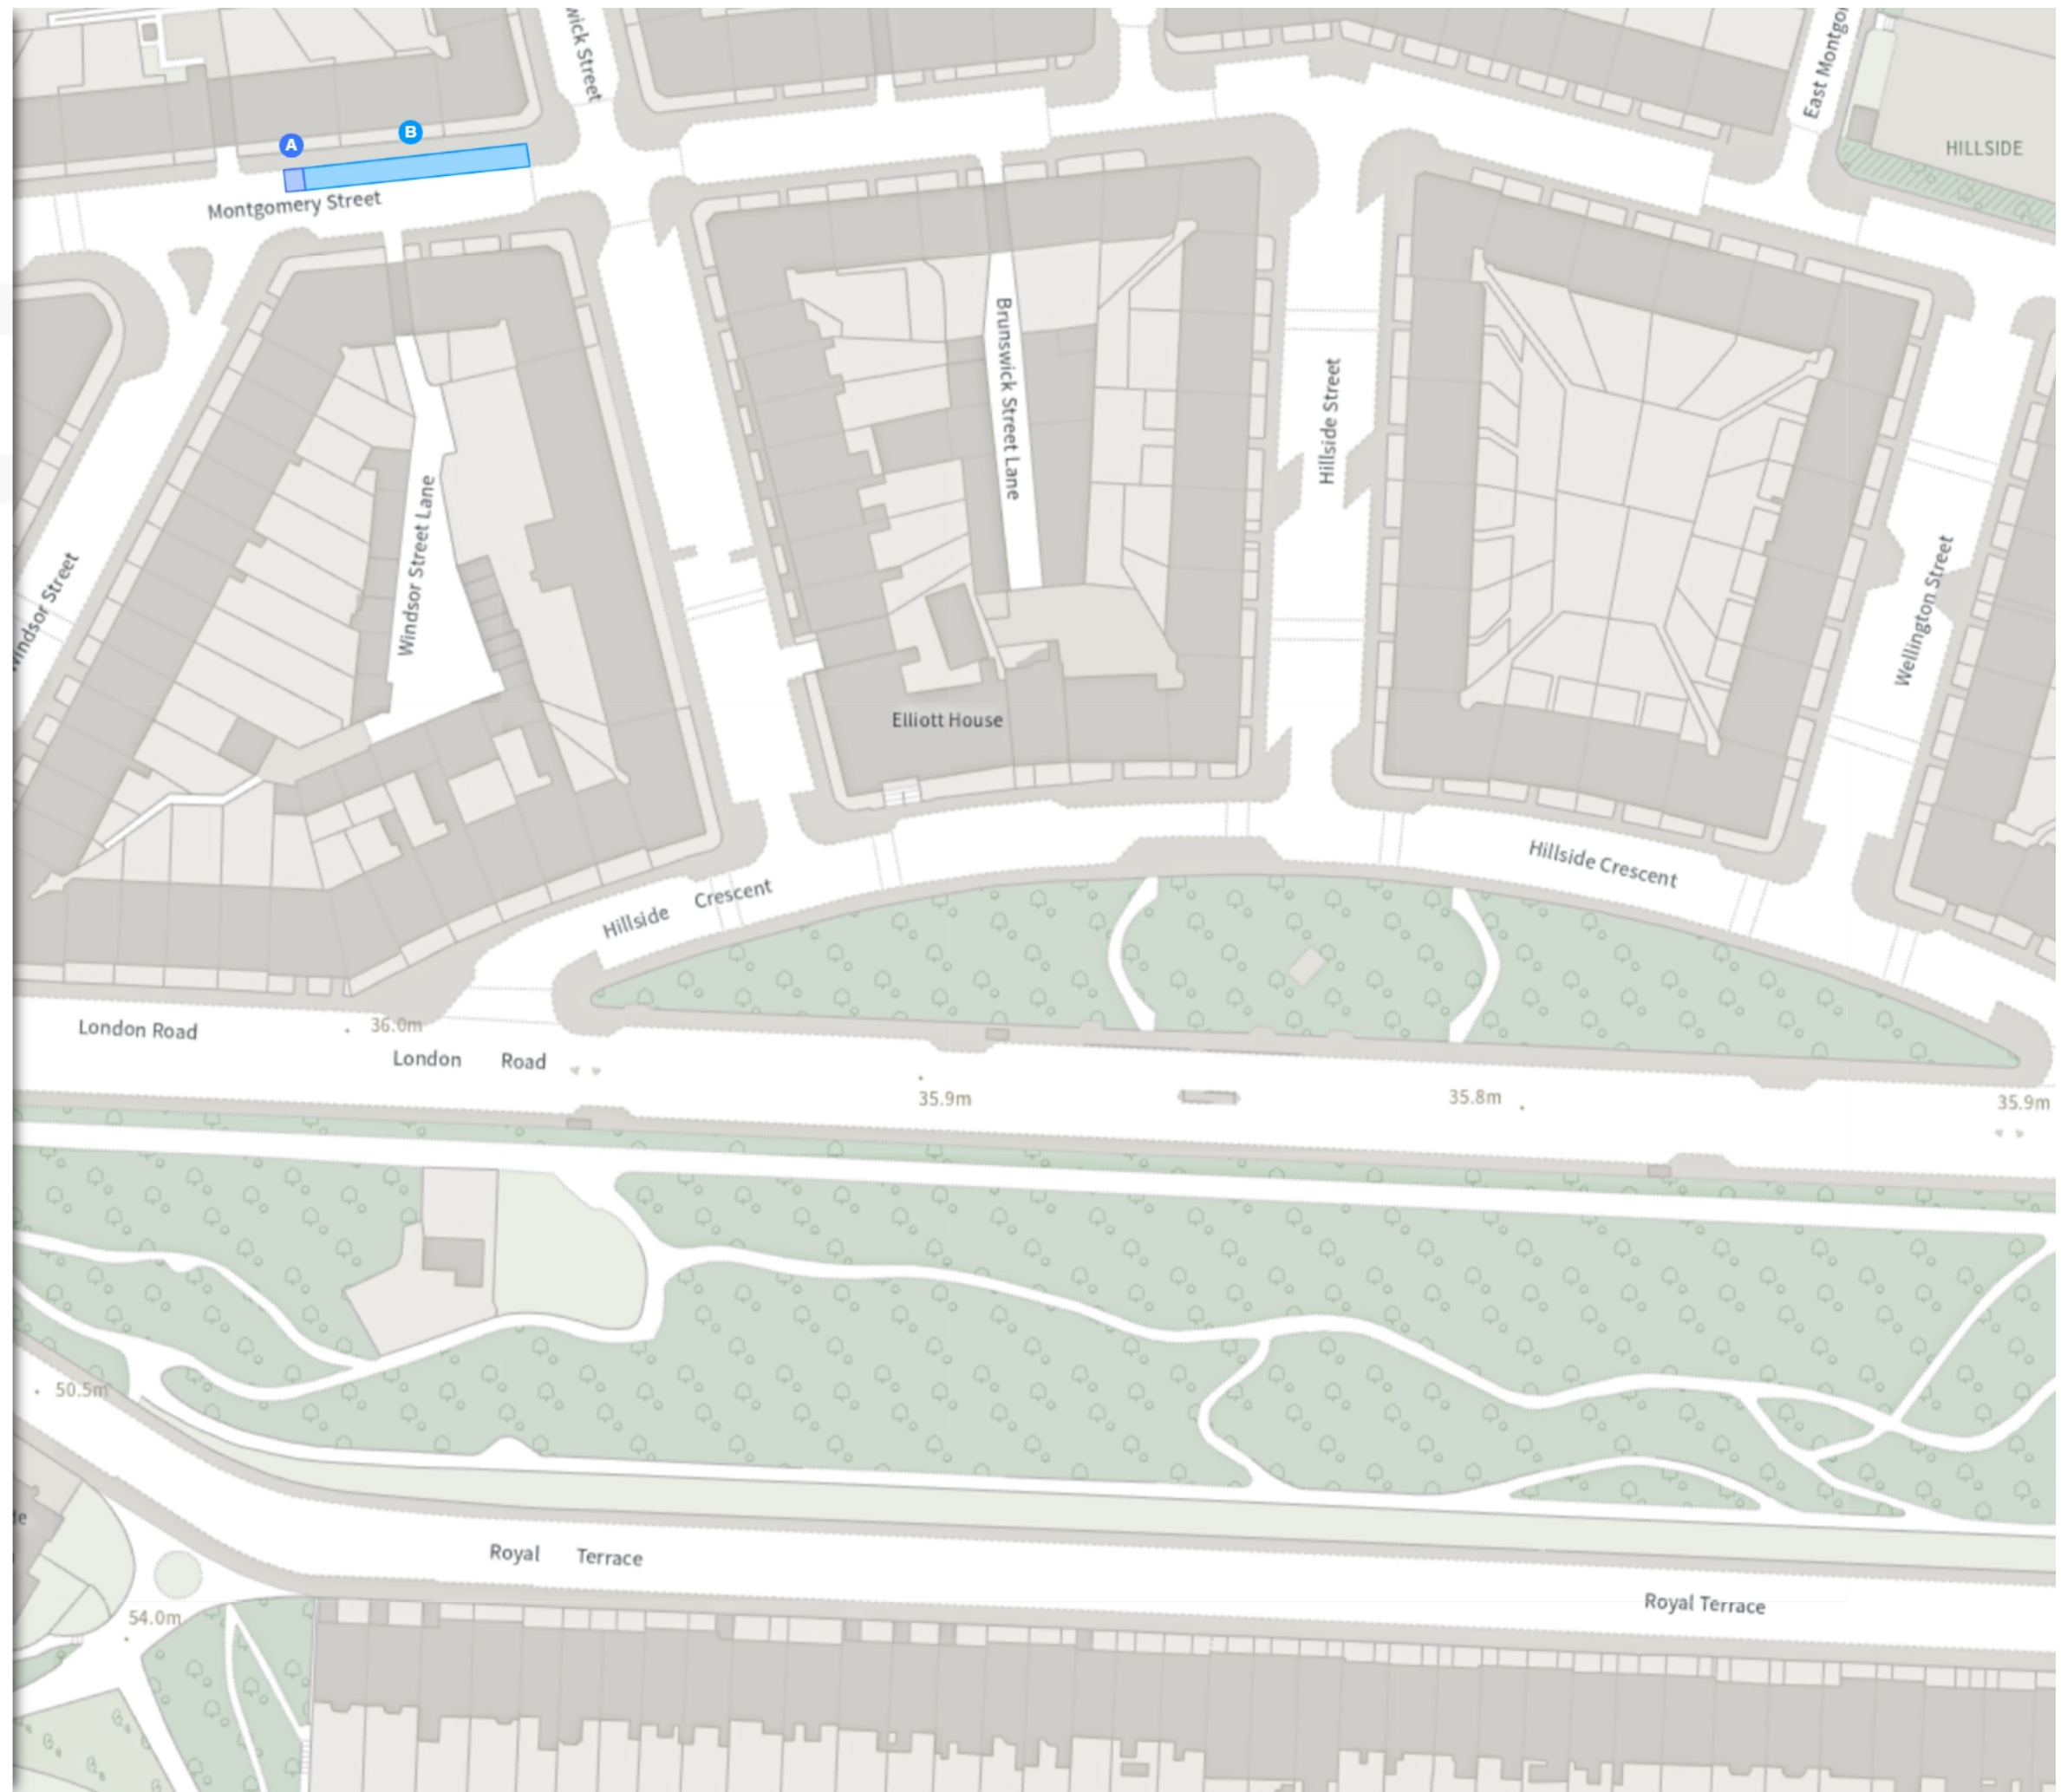 wick Street
East Montgo
HILLSIDE
A
B
Montgomery Street
Brunswick Street Lane
Hillside Street
Windsor Street Lane
Windsor Street
Wellington Street
Elliott House
Hillside Crescent
Hillside Crescent
London Road
36.0m
London Road
35.9m
35.8m
35.9m
50.5m
Royal Terrace
Royal Terrace
54.0m